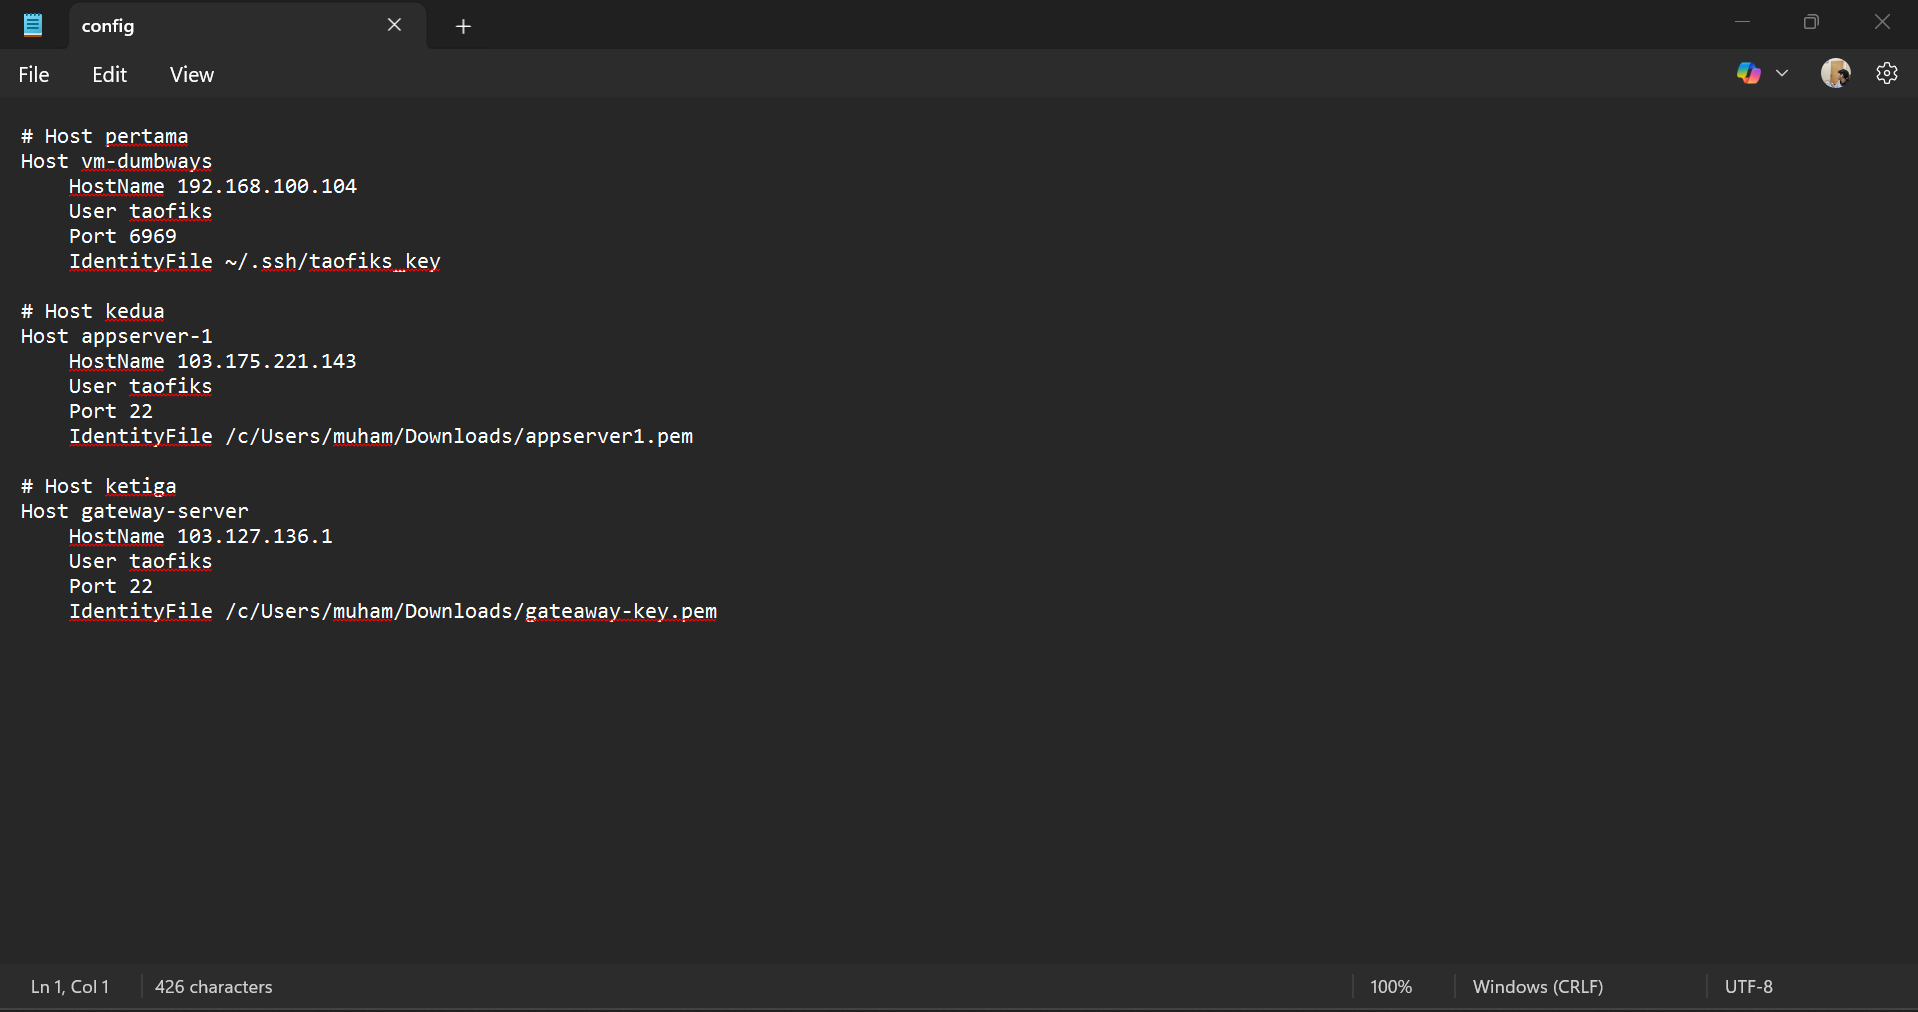 config
File Edit View
# Host pertama
Host vm-dumbways
    HostName 192.168.100.104
    User taofiks
    Port 6969
    IdentityFile ~/.ssh/taofiks_key

# Host kedua
Host appserver-1
    HostName 103.175.221.143
    User taofiks
    Port 22
    IdentityFile /c/Users/muham/Downloads/appserver1.pem

# Host ketiga
Host gateway-server
    HostName 103.127.136.1
    User taofiks
    Port 22
    IdentityFile /c/Users/muham/Downloads/gateaway-key.pem
Ln 1, Col 1 426 characters 100% Windows (CRLF) UTF-8